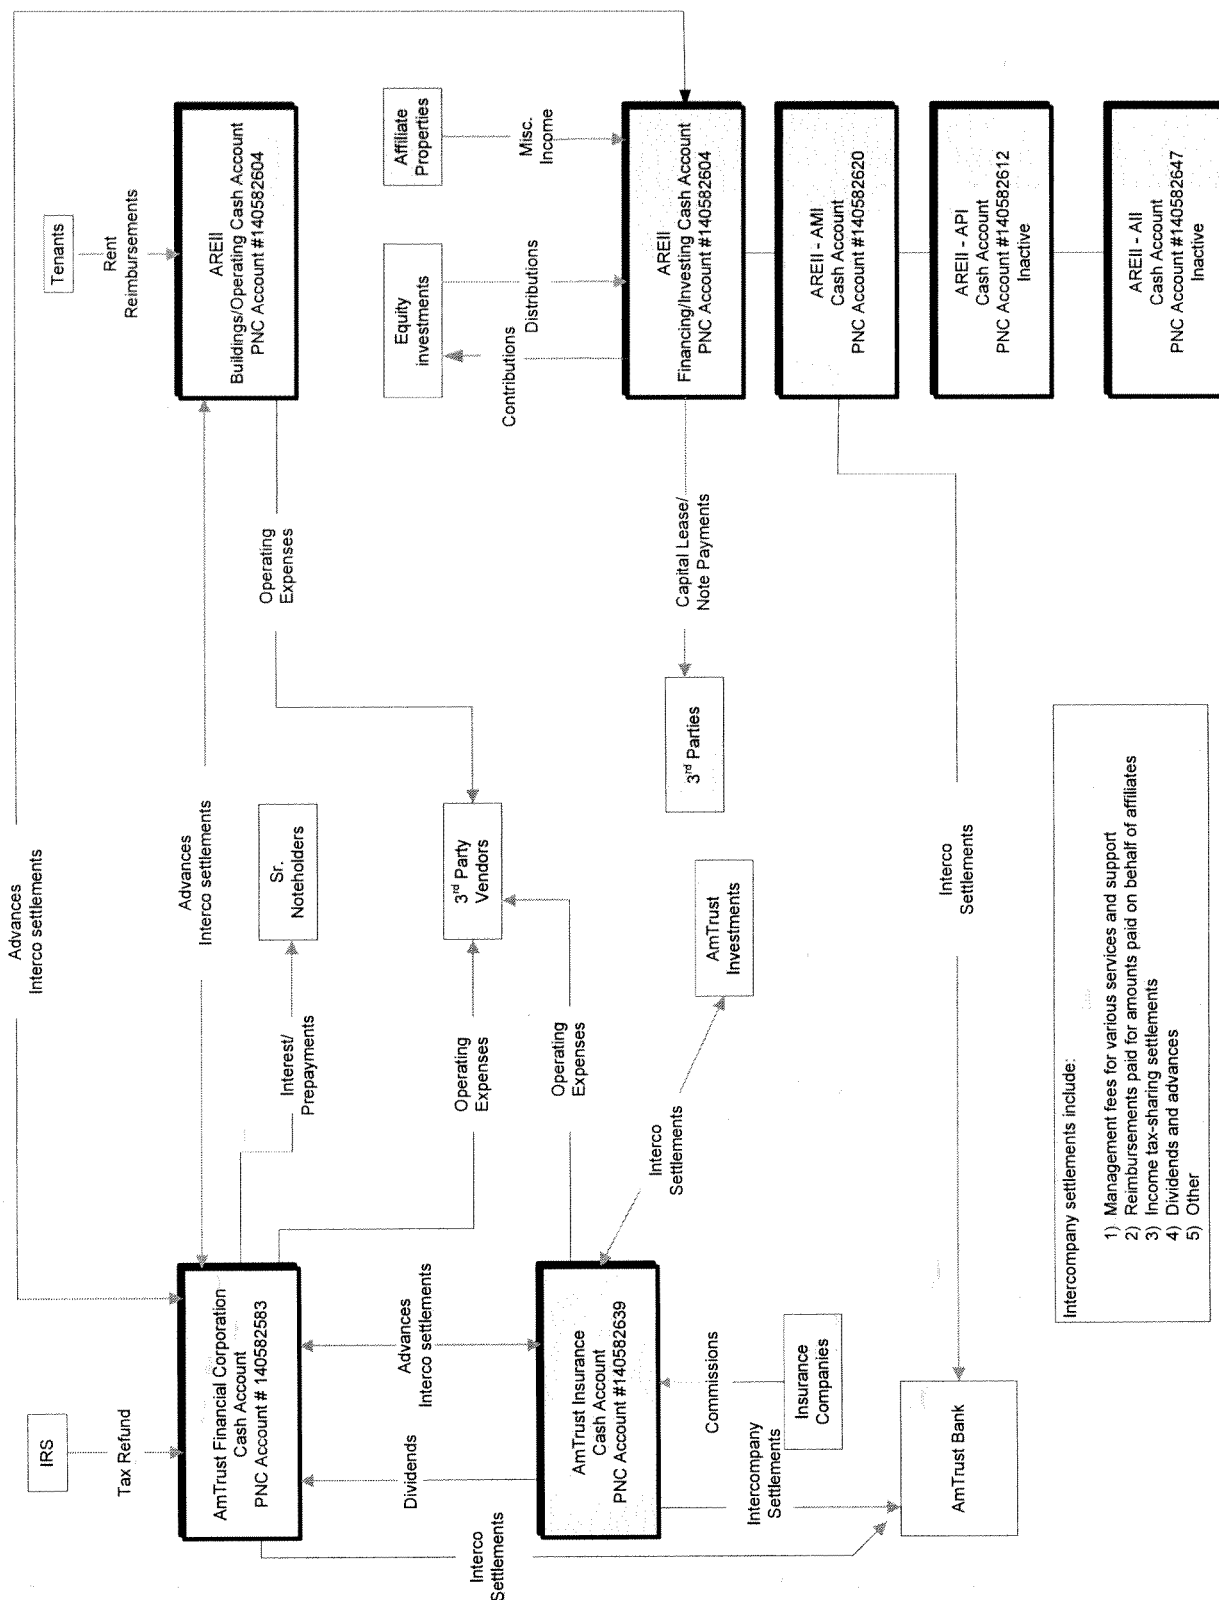 Advances
Interco settlements
IRS
Tax Refund
AmTrust Financial Corporation
Cash Account
PNC Account # 140582583
Advances
Interco settlements
Tenants
Rent
Reimbursements
AREII
Buildings/Operating Cash Account
PNC Account #140582604
Interest/
Prepayments
Sr.
Noteholders
Operating
Expenses
Interco
Settlements
Dividends
Advances
Interco settlements
Operating
Expenses
3rd Party
Vendors
Equity
investments
Affiliate
Properties
Contributions
Distributions
Misc.
Income
AmTrust Insurance
Cash Account
PNC Account #140582639
Operating
Expenses
Interco
Settlements
AmTrust
Investments
3rd Parties
Capital Lease/
Note Payments
AREII
Financing/Investing Cash Account
PNC Account #140582604
Intercompany
Settlements
Commissions
Insurance
Companies
AREII - AMI
Cash Account
PNC Account #140582620
AmTrust Bank
Interco
Settlements
AREII - API
Cash Account
PNC Account #140582612
Inactive
Intercompany settlements include:
1) Management fees for various services and support
2) Reimbursements paid for amounts paid on behalf of affiliates
3) Income tax-sharing settlements
4) Dividends and advances
5) Other
AREII - AII
Cash Account
PNC Account #140582647
Inactive